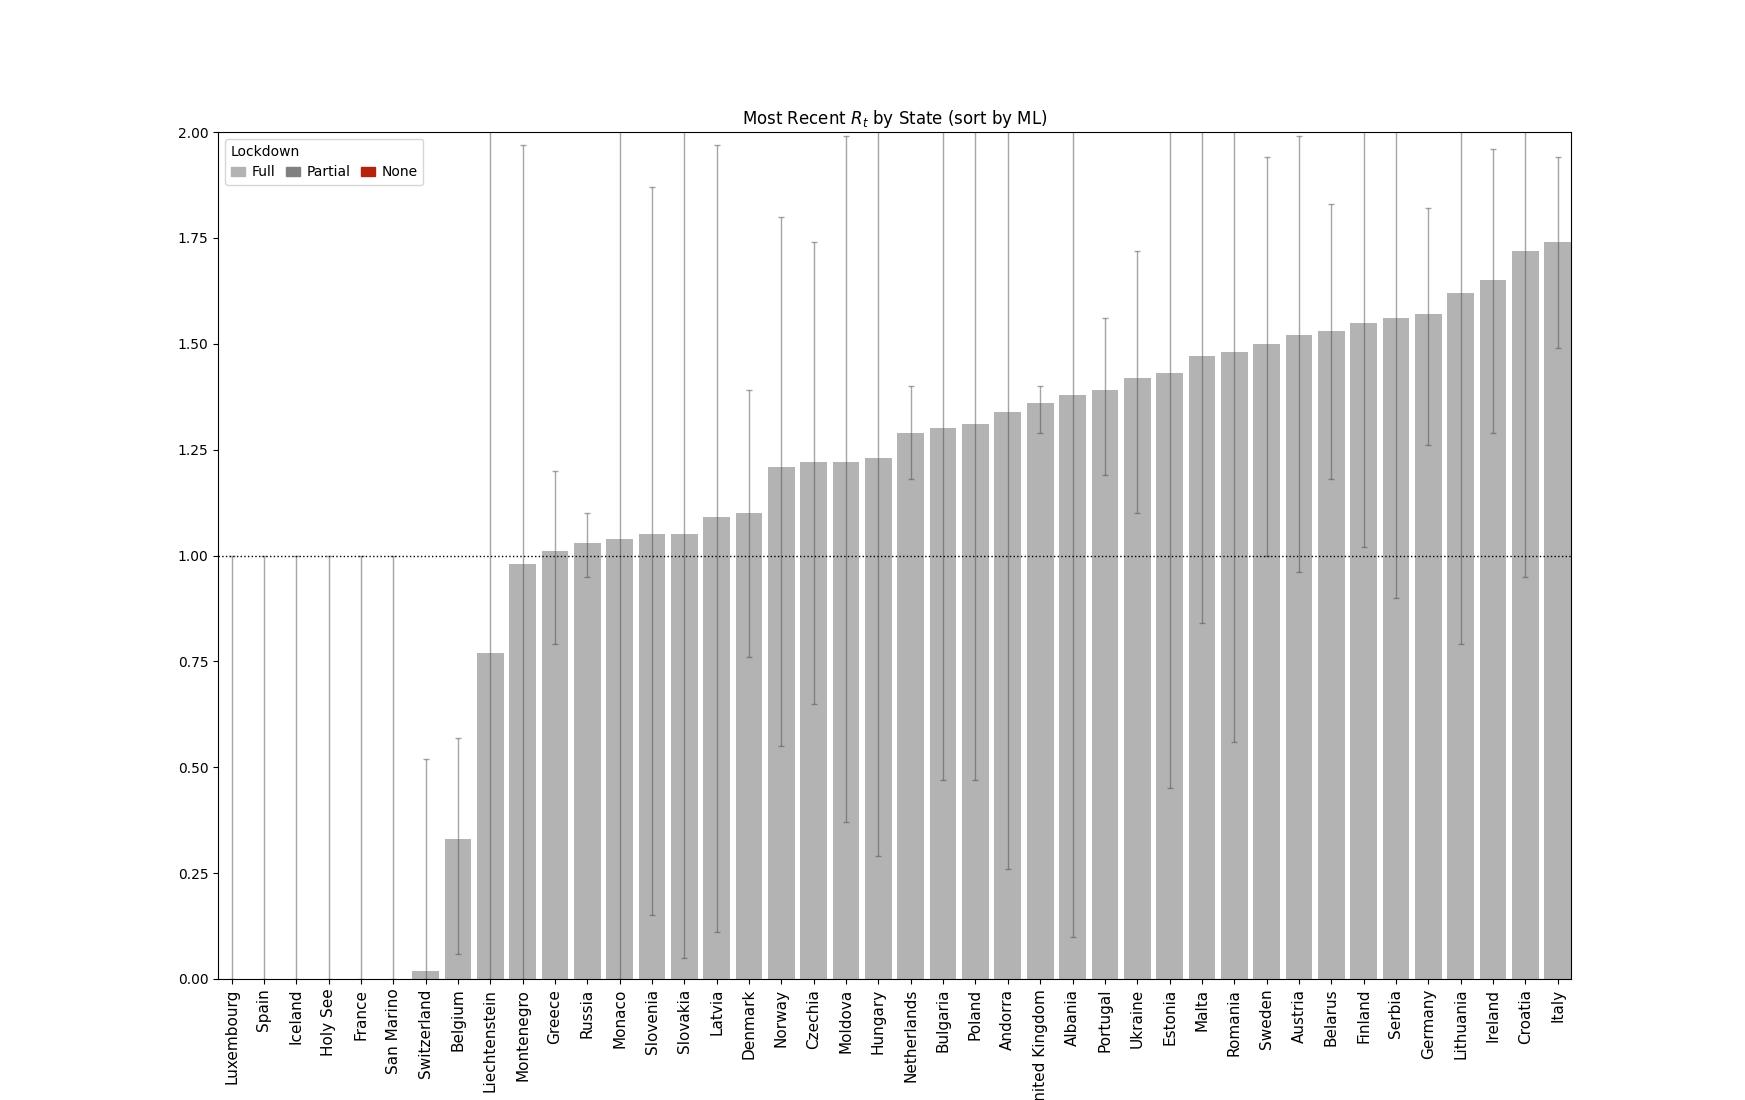 Most Recent Rt by State (sort by ML)
2.00
1.75
1.50
1.25
1.00
0.75
0.50
0.25
0.00
Lockdown
Full Partial None
Luxembourg
Spain
Iceland
Holy See
France
San Marino
Switzerland
Belgium
Liechtenstein
Montenegro
Greece
Russia
Monaco
Slovenia
Slovakia
Latvia
Denmark
Norway
Czechia
Moldova
Hungary
Netherlands
Bulgaria
Poland
Andorra
nited Kingdom
Albania
Portugal
Ukraine
Estonia
Malta
Romania
Sweden
Austria
Belarus
Finland
Serbia
Germany
Lithuania
Ireland
Croatia
Italy